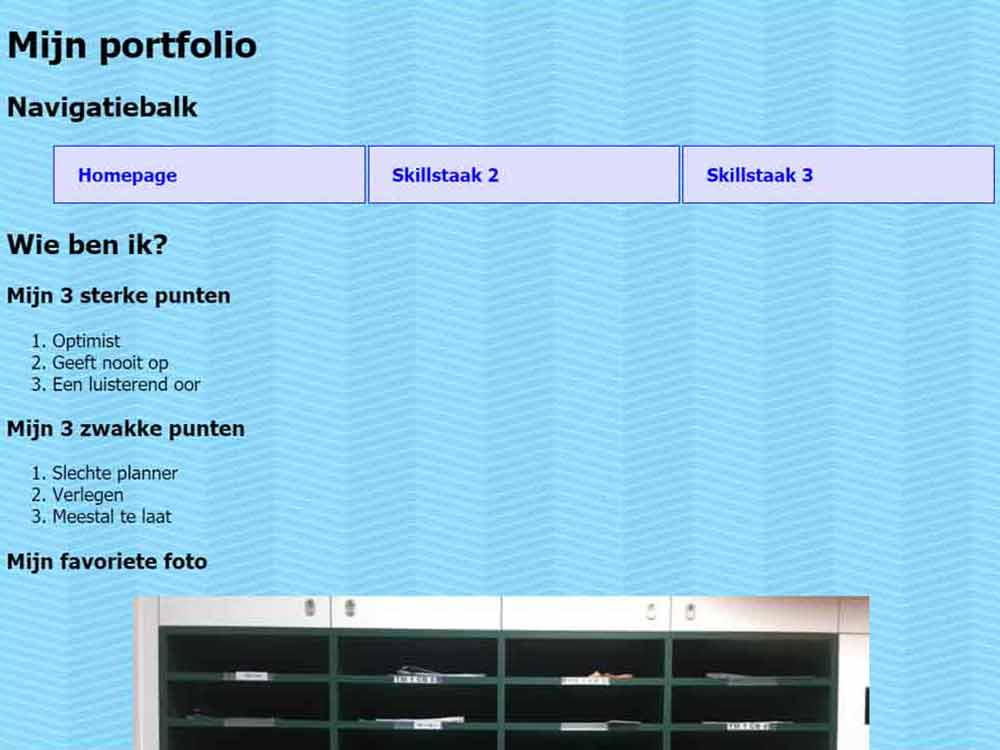 Mijn portfolio
Navigatiebalk
Homepage
Skillstaak 2
Skillstaak 3
Wie ben ik?
Mijn 3 sterke punten
1. Optimist
2. Geeft nooit op
3. Een luisterend oor
Mijn 3 zwakke punten
1. Slechte planner
2. Verlegen
3. Meestal te laat
Mijn favoriete foto